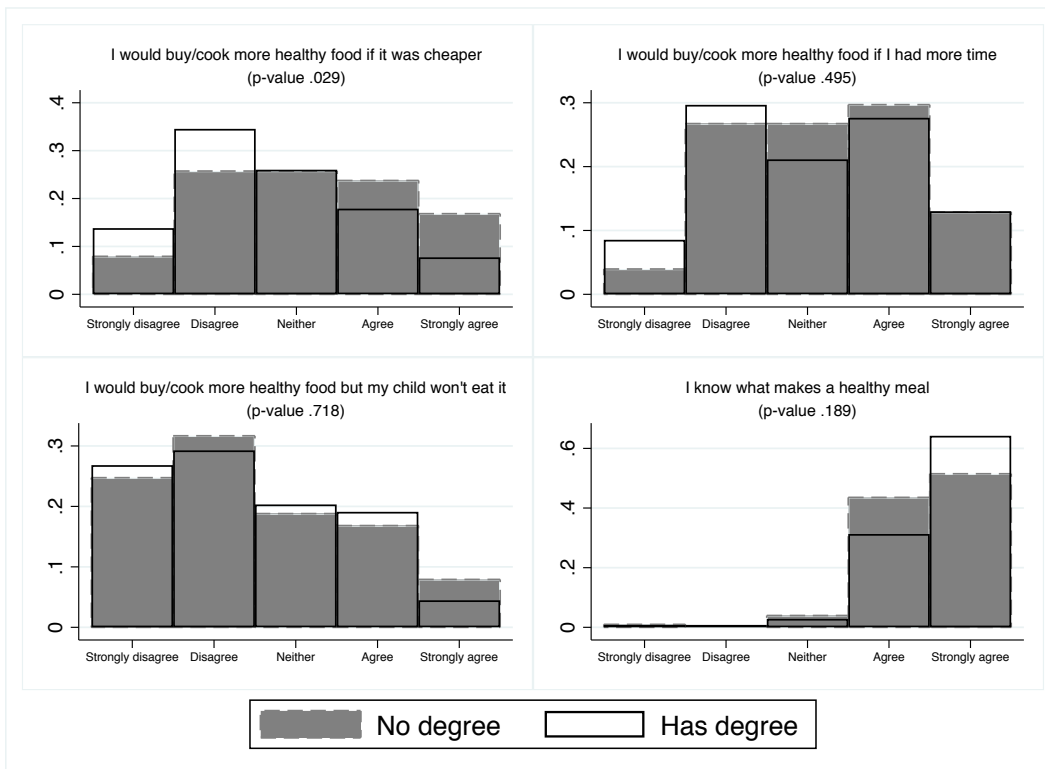 I would buy/cook more healthy food if it was cheaper
(p-value .029)
.4
.3
.2
.1
0
Strongly disagree Disagree Neither Agree Strongly agree
I would buy/cook more healthy food if I had more time
(p-value .495)
.3
.2
.1
0
Strongly disagree Disagree Neither Agree Strongly agree
I would buy/cook more healthy food but my child won't eat it
(p-value .718)
.3
.2
.1
0
Strongly disagree Disagree Neither Agree Strongly agree
I know what makes a healthy meal
(p-value .189)
.6
.4
.2
0
Strongly disagree Disagree Neither Agree Strongly agree
No degree Has degree